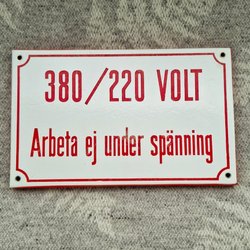 380/220 VOLT
Arbeta ej under spänning